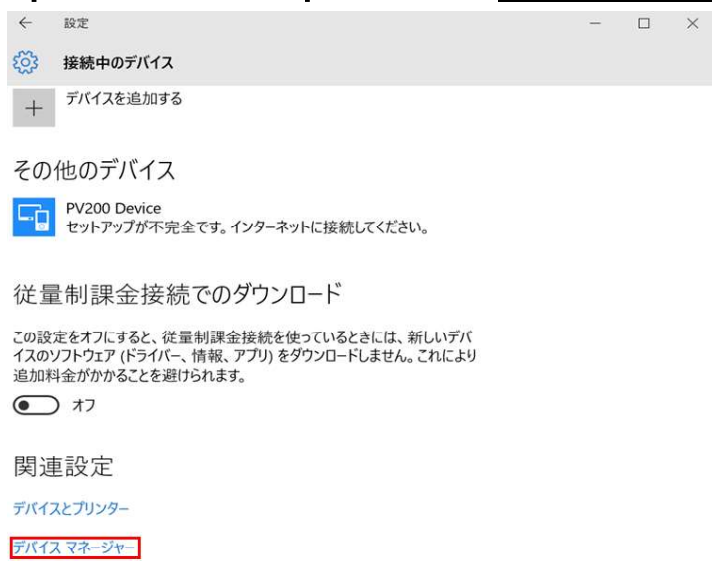 設定
接続中のデバイス
デバイスを追加する
その他のデバイス
PV200 Device
セットアップが不完全です。インターネットに接続してください。
従量制課金接続でのダウンロード
この設定をオフにすると、従量制課金接続を使っているときには、新しいデバ
イスのソフトウェア (ドライバー、情報、アプリ) をダウンロードしません。これにより
追加料金がかかることを避けられます。
オフ
関連設定
デバイスとプリンター
デバイス マネージャー